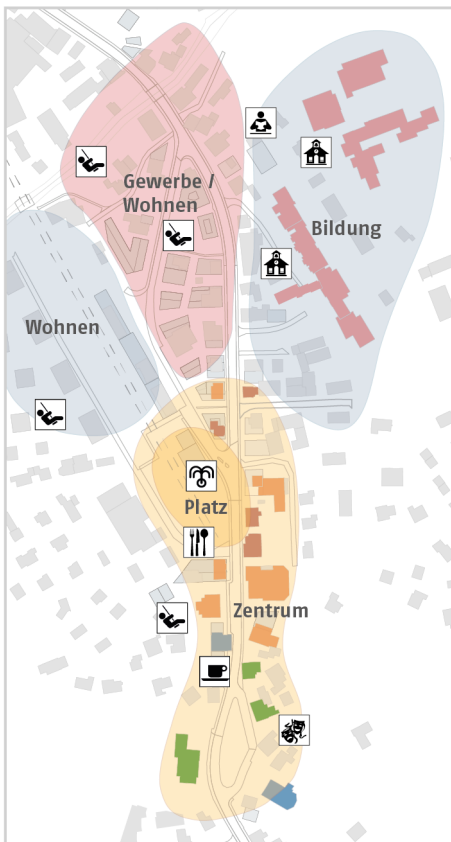 Gewerbe /
Wohnen
Bildung
Wohnen
Platz
Zentrum